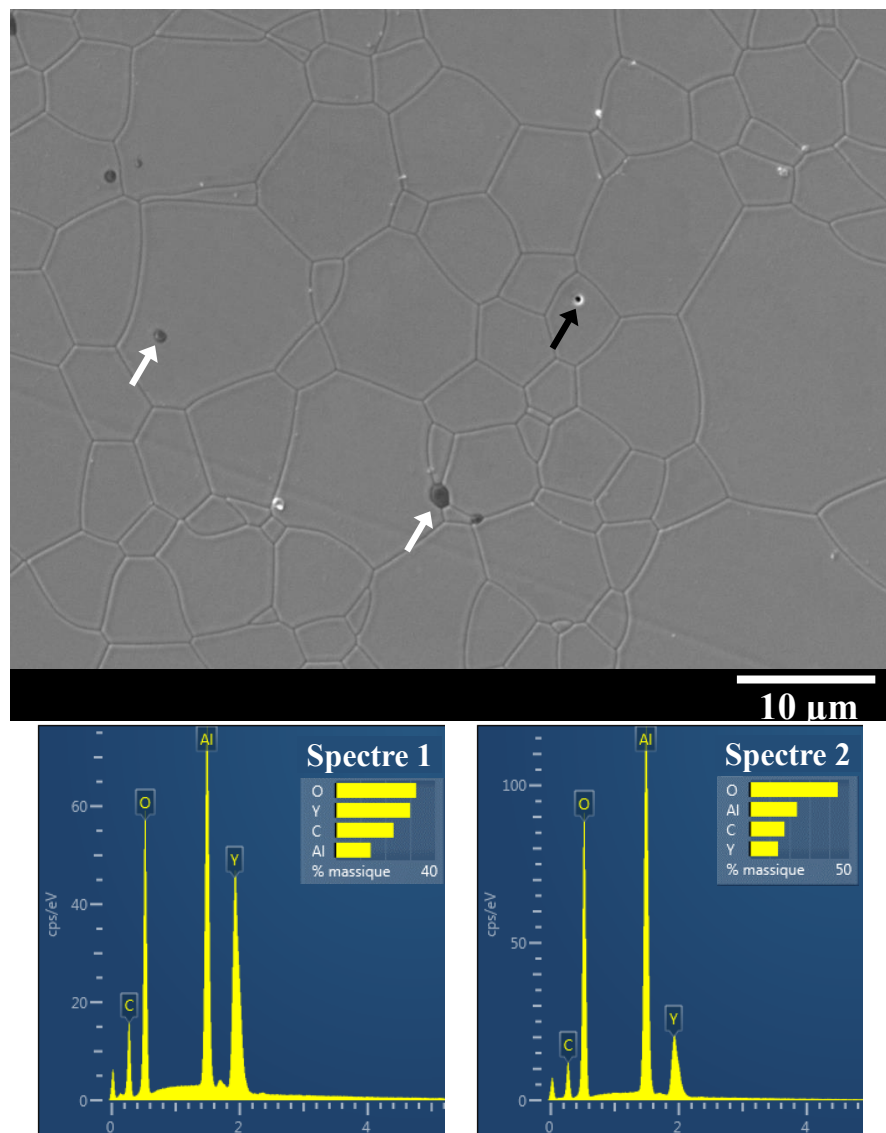 10 µm
Spectre 1
O
Y
C
Al
% massique 40
Al
O
Y
C
60
40
20
0
cps/eV
0 2 4
Spectre 2
O
Al
C
Y
% massique 50
Al
O
Y
C
100
50
0
cps/eV
0 2 4